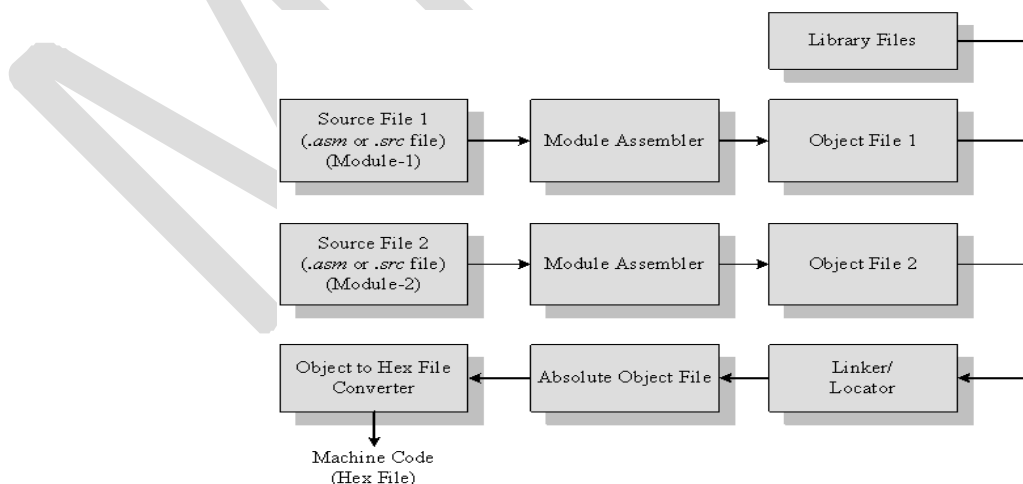 Library Files
Source File 1
(.asm or .src file)
(Module-1)
Module Assembler
Object File 1
Source File 2
(.asm or .src file)
(Module-2)
Module Assembler
Object File 2
Object to Hex File
Converter
Absolute Object File
Linker/
Locator
Machine Code
(Hex File)